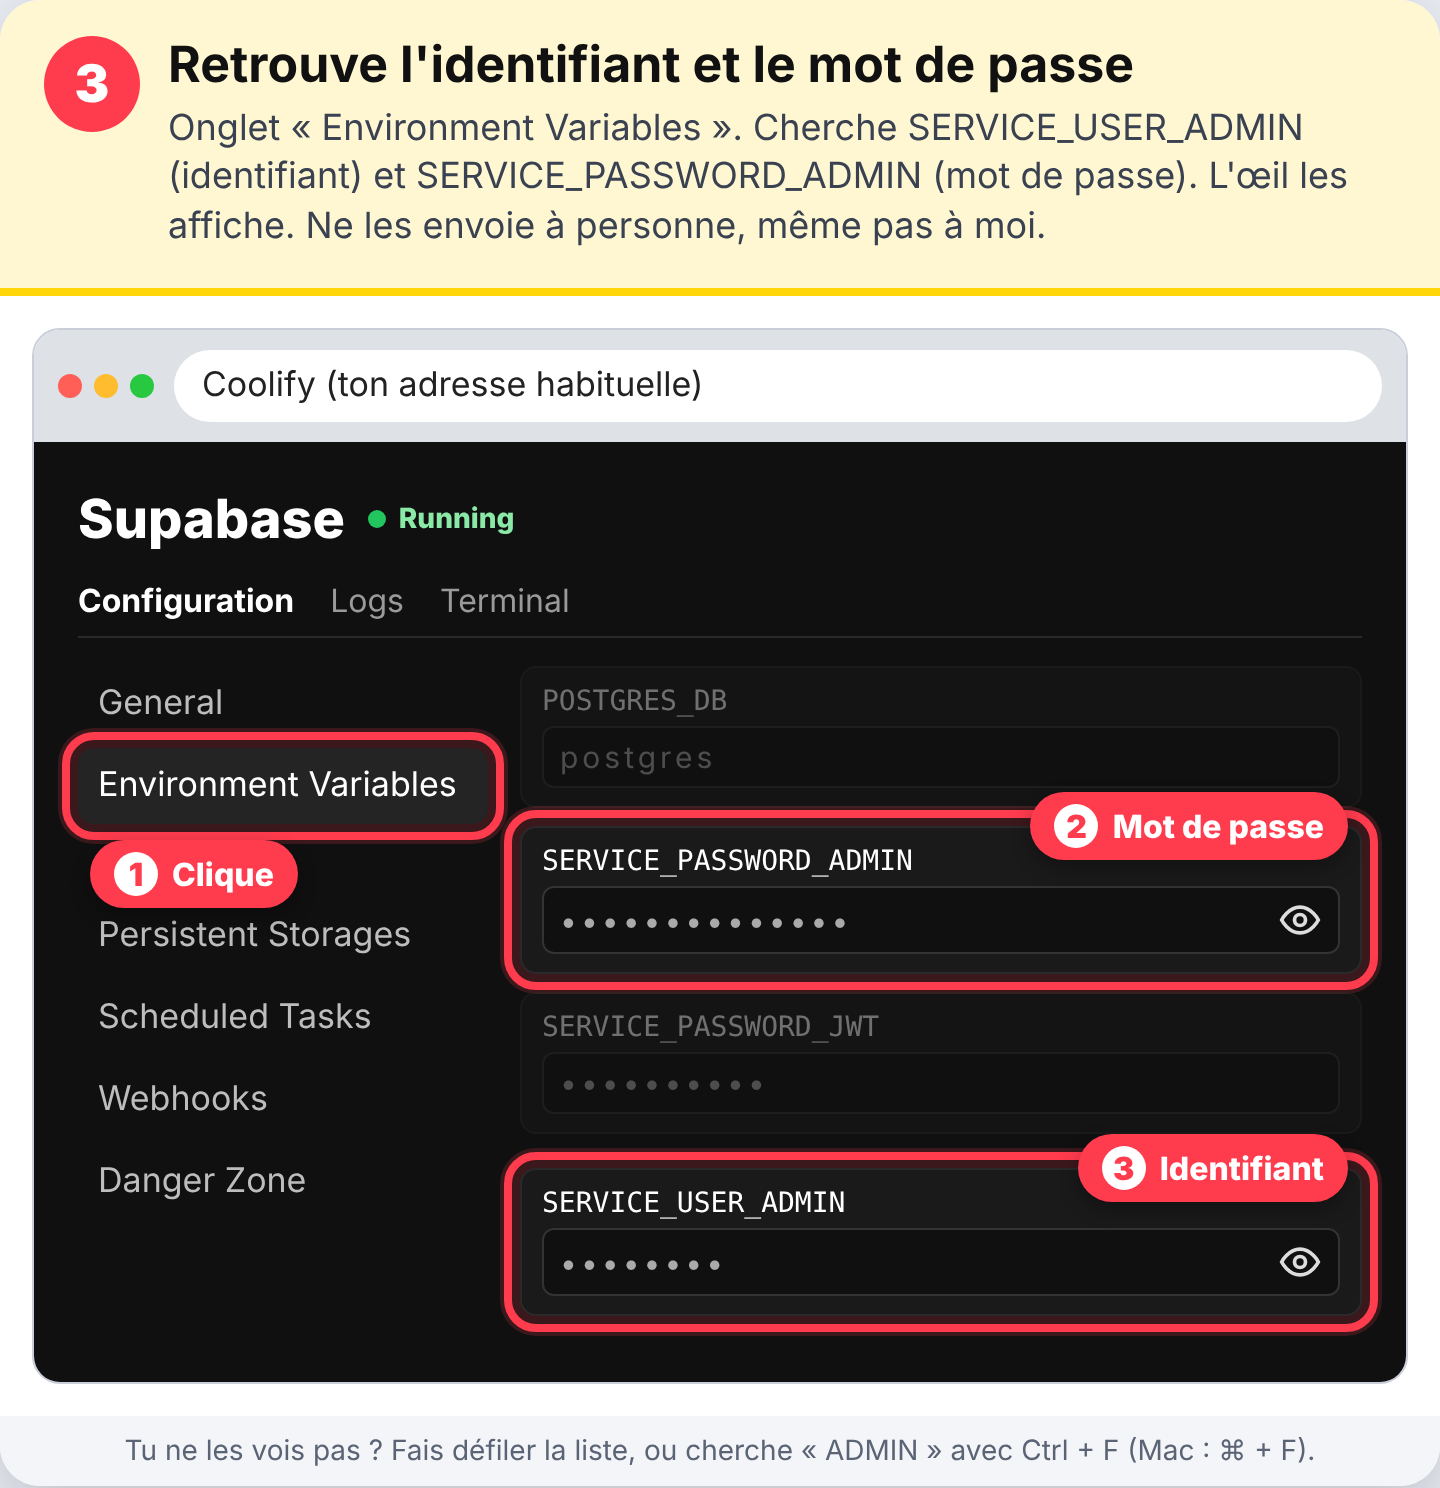 3
Retrouve l'identifiant et le mot de passe
Onglet « Environment Variables ». Cherche SERVICE_USER_ADMIN
(identifiant) et SERVICE_PASSWORD_ADMIN (mot de passe). L'œil les
affiche. Ne les envoie à personne, même pas à moi.
Coolify (ton adresse habituelle)
Supabase Running
Configuration Logs Terminal
General
Environment Variables
1 Clique
Persistent Storages
Scheduled Tasks
Webhooks
Danger Zone
POSTGRES_DB
postgres
2 Mot de passe
SERVICE_PASSWORD_ADMIN
••••••••••••••
SERVICE_PASSWORD_JWT
••••••••••
3 Identifiant
SERVICE_USER_ADMIN
••••••••
Tu ne les vois pas ? Fais défiler la liste, ou cherche « ADMIN » avec Ctrl + F (Mac : ⌘ + F).